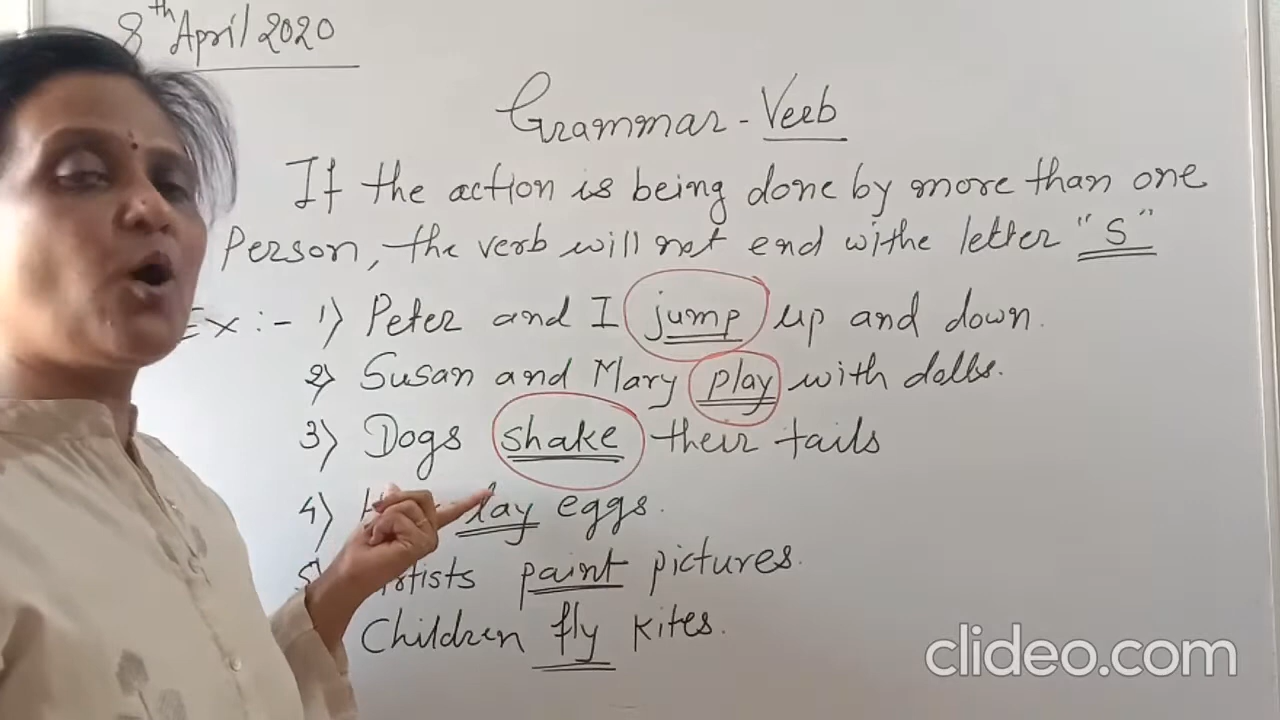 8th April 2020
Grammar - Verb
If the action is being done by more than one
Person, the verb will not end withe letter "S"
Ex :- 1) Peter and I jump up and down.
2) Susan and Mary play with dolls.
3) Dogs shake their tails
4) lay eggs.
5) paint pictures.
Children fly kites.
clideo.com